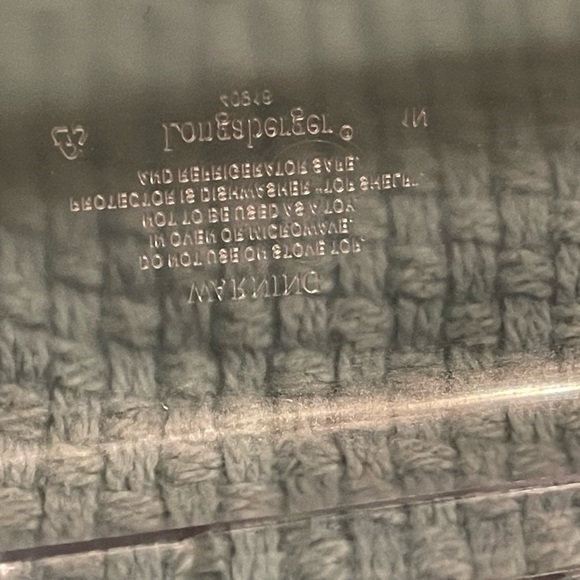 WARNING
DO NOT USE ON STOVE TOP,
IN OVEN OR MICROWAVE.
NOT TO BE USED AS A TOY.
PROTECTOR IS DISHWASHER "TOP SHELF"
AND REFRIGERATOR SAFE.
Longaberger ®